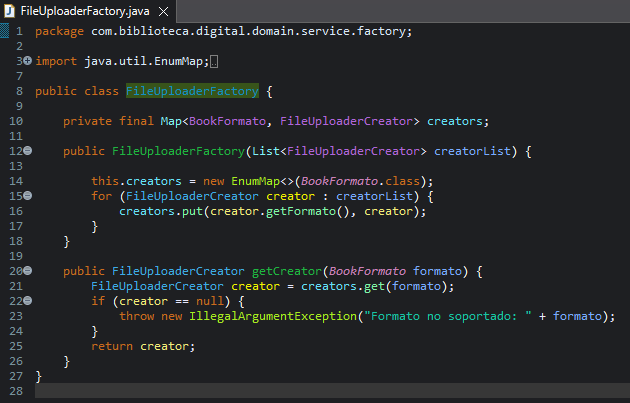 FileUploaderFactory.java
1 package com.biblioteca.digital.domain.service.factory;
2
3 import java.util.EnumMap;
7
8 public class FileUploaderFactory {
9
10 private final Map<BookFormato, FileUploaderCreator> creators;
11
12 public FileUploaderFactory(List<FileUploaderCreator> creatorList) {
13
14 this.creators = new EnumMap<>(BookFormato.class);
15 for (FileUploaderCreator creator : creatorList) {
16 creators.put(creator.getFormato(), creator);
17 }
18 }
19
20 public FileUploaderCreator getCreator(BookFormato formato) {
21 FileUploaderCreator creator = creators.get(formato);
22 if (creator == null) {
23 throw new IllegalArgumentException("Formato no soportado: " + formato);
24 }
25 return creator;
26 }
27 }
28